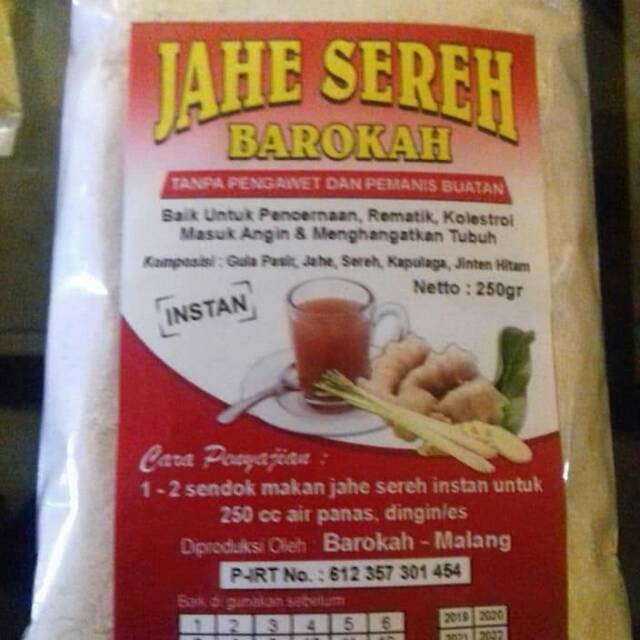 JAHE SEREH
BAROKAH
TANPA PENGAWET DAN PEMANIS BUATAN
Baik Untuk Pencernaan, Rematik, Kolestrol
Masuk Angin & Menghangatkan Tubuh
Komposisi : Gula Pasir, Jahe, Sereh, Kapulaga, Jinten Hitam
Netto : 250gr
INSTAN
Cara Penyajian :
1 - 2 sendok makan jahe sereh instan untuk
250 cc air panas, dingin/es
Diproduksi Oleh Barokah - Malang
P-IRT No. : 612 357 301 454
Baik di gunakan sebelum
1 2 3 4 5 6 2019 2020
2021 2022